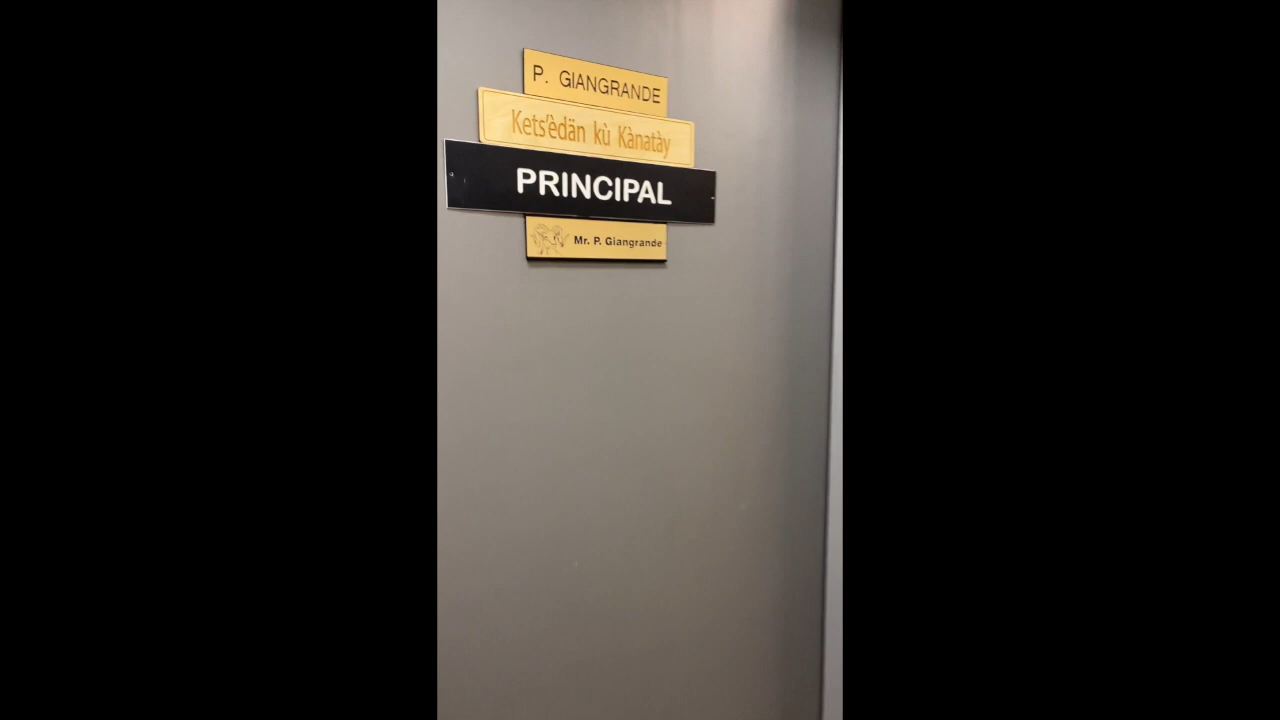 P. GIANGRANDE
Kets'èdän kù Kànatày
PRINCIPAL
Mr. P. Giangrande